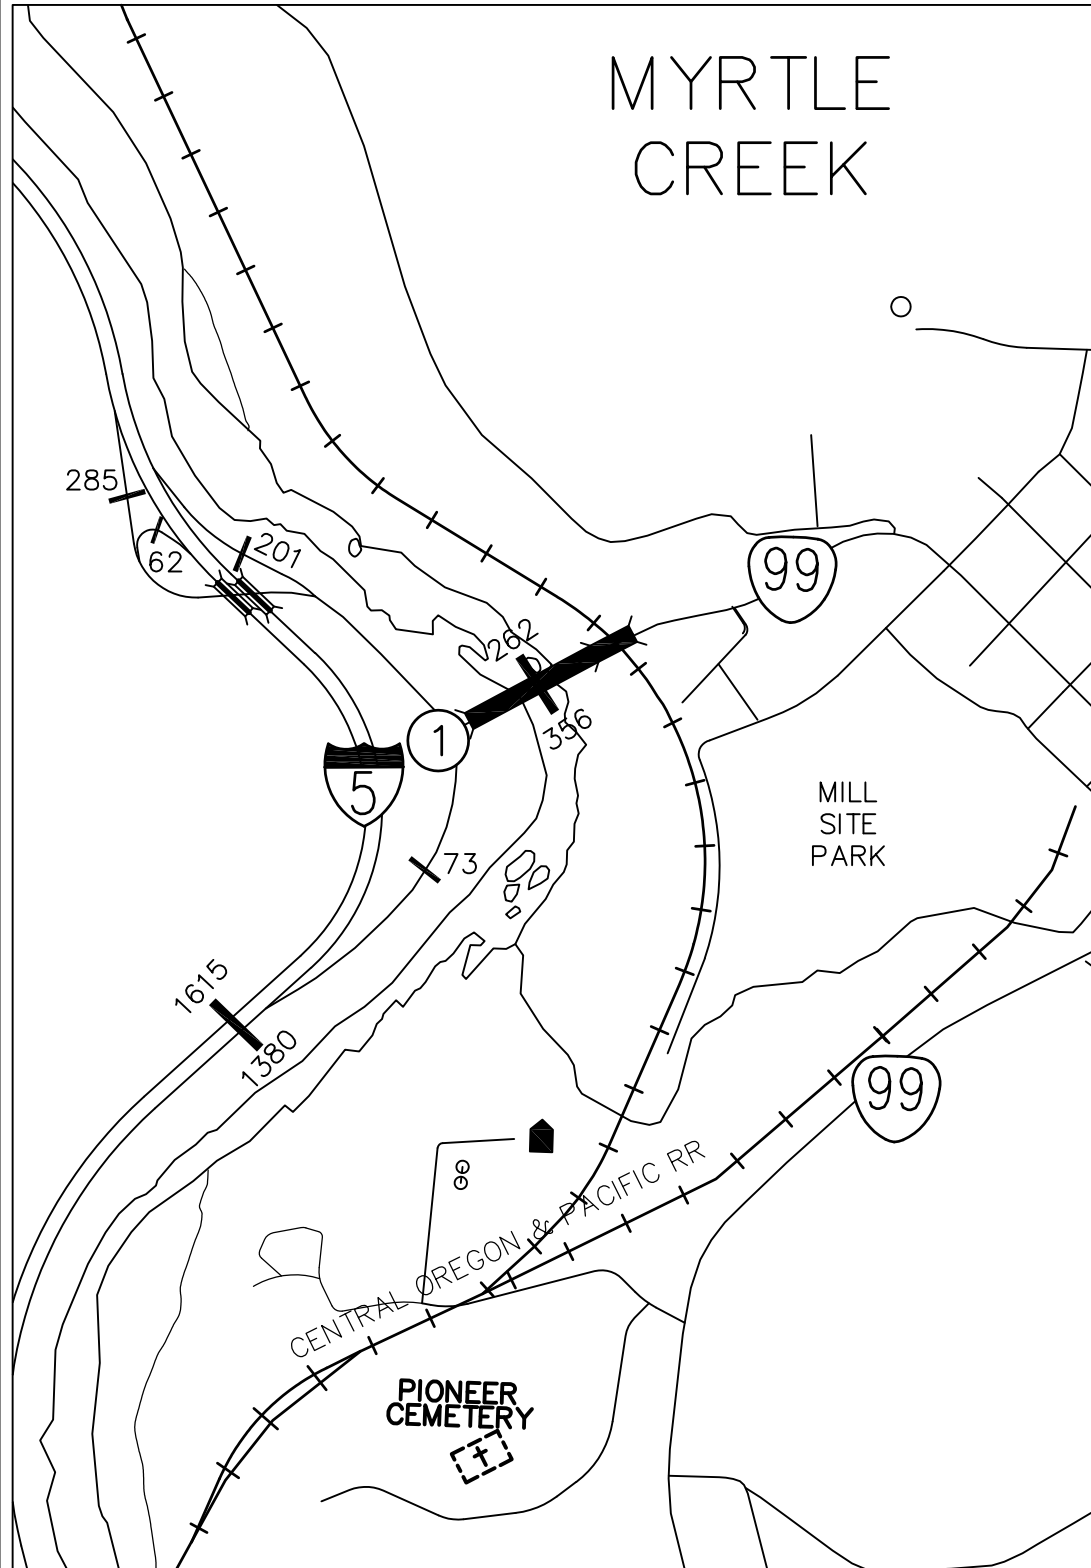 MYRTLE
CREEK
285
62
201
99
262
356
1
5
MILL
SITE
PARK
73
1615
1380
99
CENTRAL OREGON & PACIFIC RR
PIONEER
CEMETERY